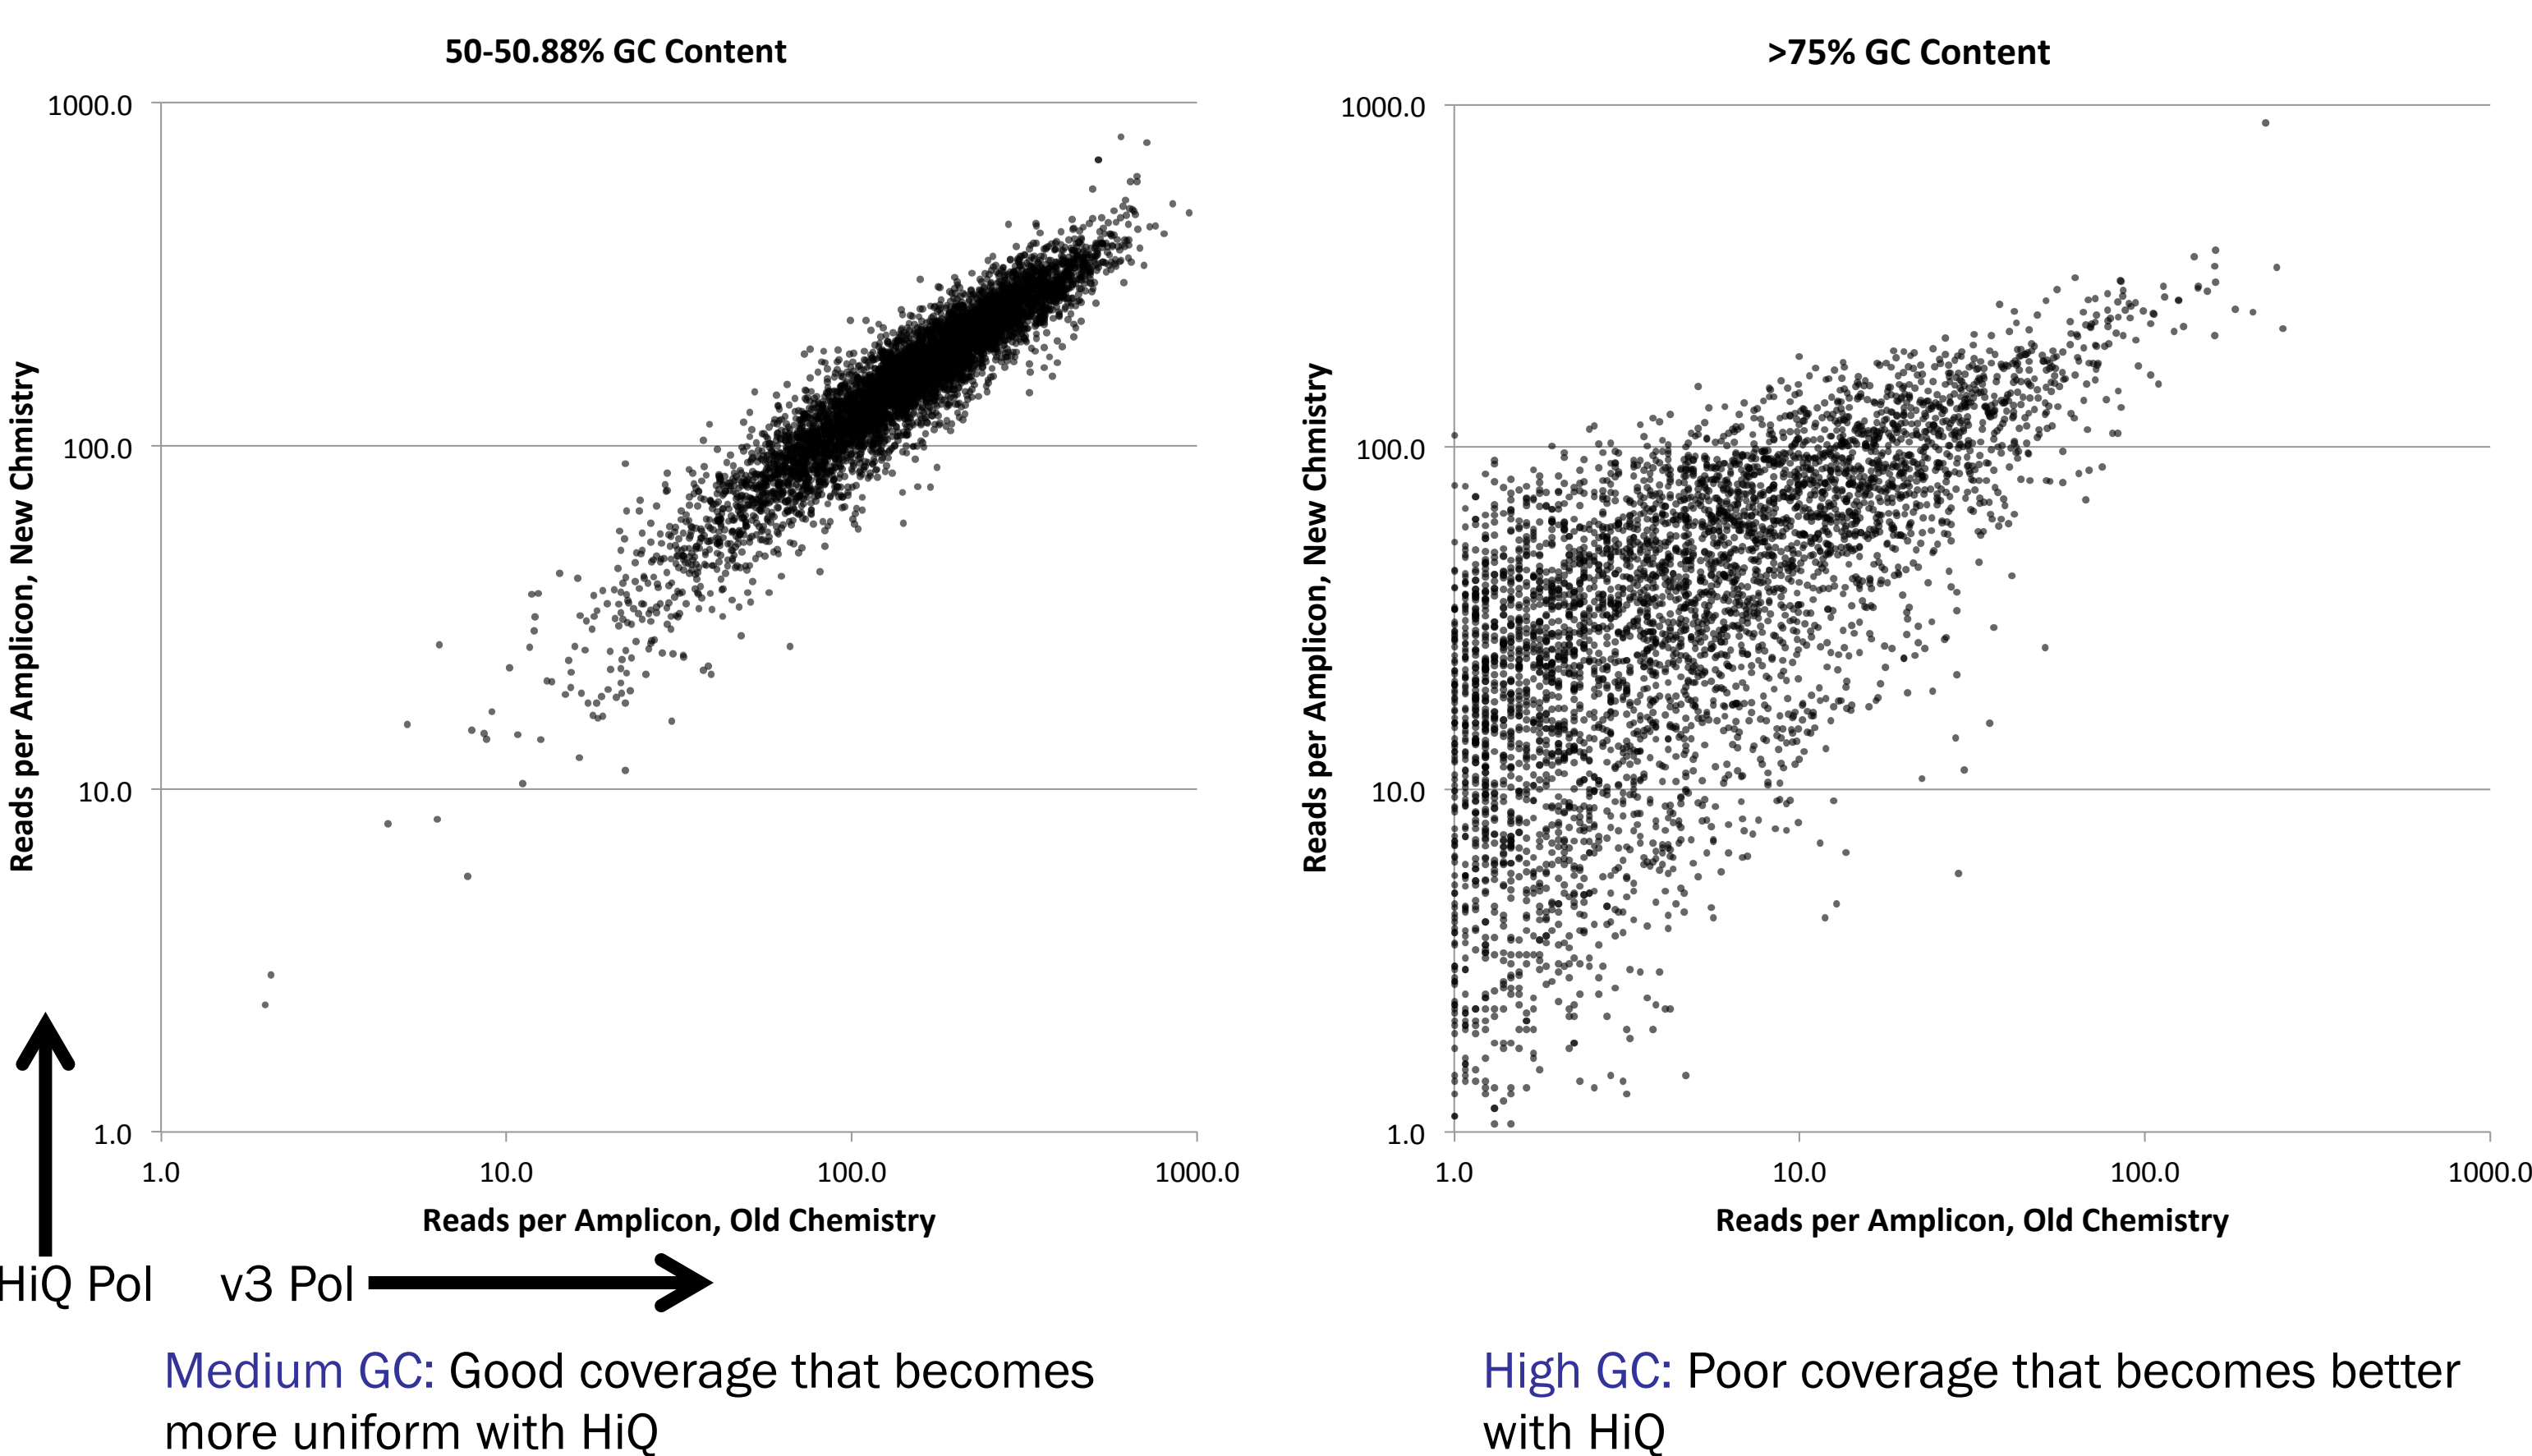 50-50.88% GC Content
1000.0
100.0
10.0
1.0
Reads per Amplicon, New Chmistry
1.0 10.0 100.0 1000.0
Reads per Amplicon, Old Chemistry
>75% GC Content
1000.0
100.0
10.0
1.0
Reads per Amplicon, New Chmistry
1.0 10.0 100.0 1000.0
Reads per Amplicon, Old Chemistry
HiQ Pol
v3 Pol
Medium GC: Good coverage that becomes
more uniform with HiQ
High GC: Poor coverage that becomes better
with HiQ